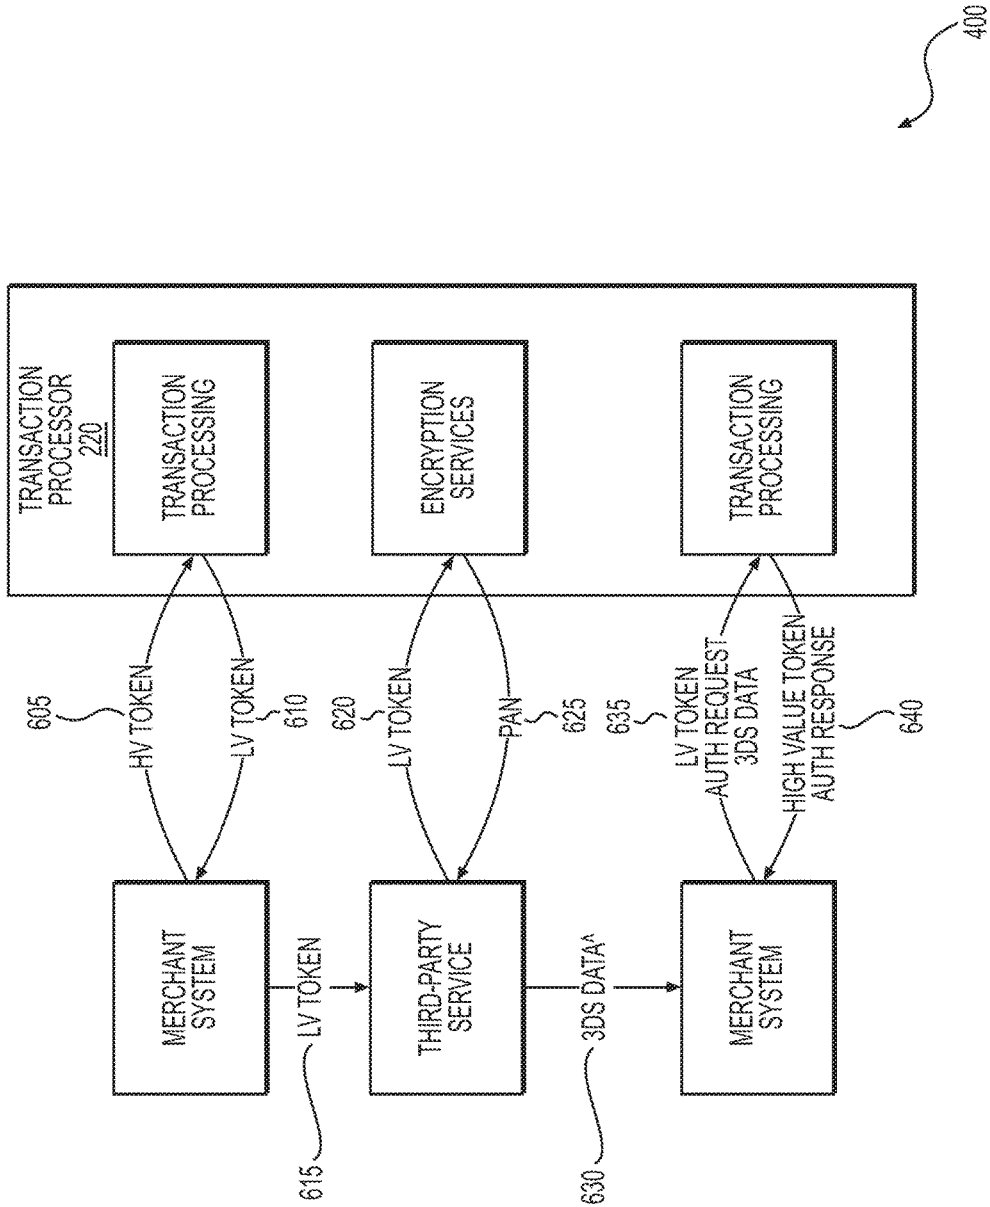 400
TRANSACTION
PROCESSOR
220
TRANSACTION
PROCESSING
ENCRYPTION
SERVICES
TRANSACTION
PROCESSING
605
HV TOKEN
LV TOKEN
610
620
LV TOKEN
PAN
625
635
LV TOKEN
AUTH REQUEST
3DS DATA
HIGH VALUE TOKEN
AUTH RESPONSE
640
MERCHANT
SYSTEM
LV TOKEN
615
THIRD-PARTY
SERVICE
3DS DATA^
630
MERCHANT
SYSTEM